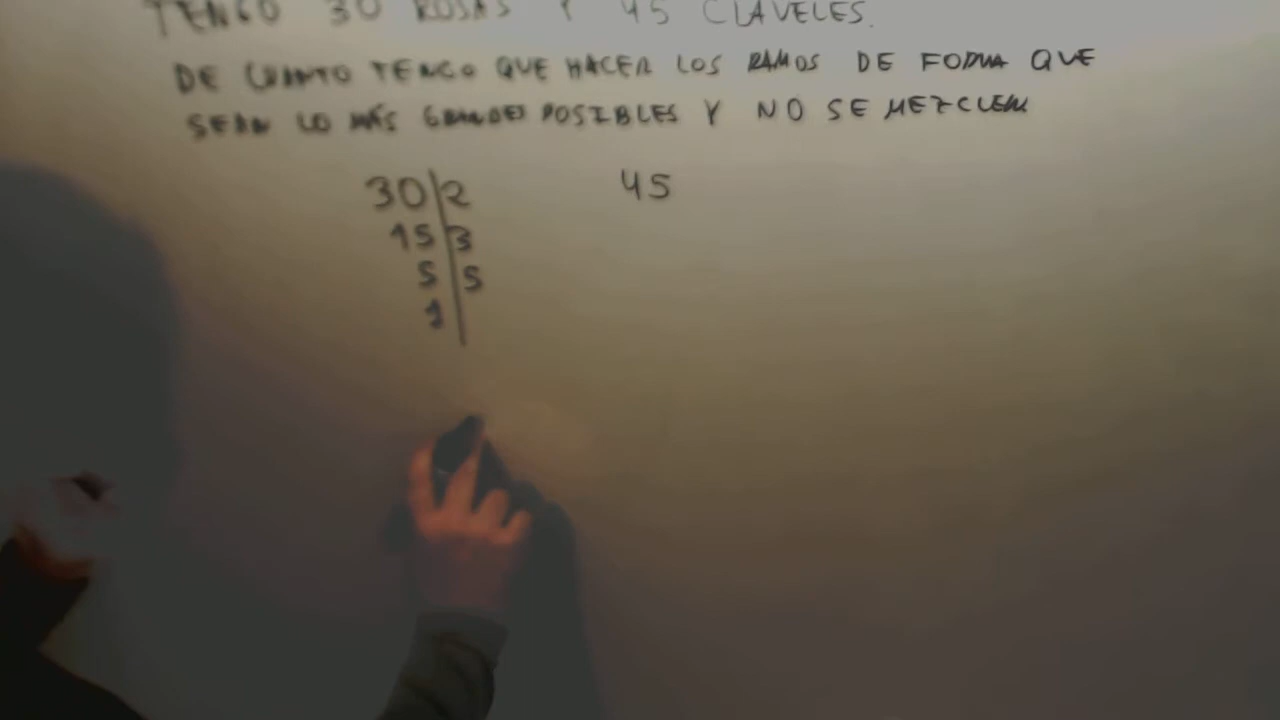 TENGO 30 ROSAS Y 45 CLAVELES.
DE CUANTO TENGO QUE HACER LOS RAMOS DE FORMA QUE
SEAN LO MÁS GRANDES POSIBLES Y NO SE MEZCLEN
30|2 45
15|3
5|5
1|